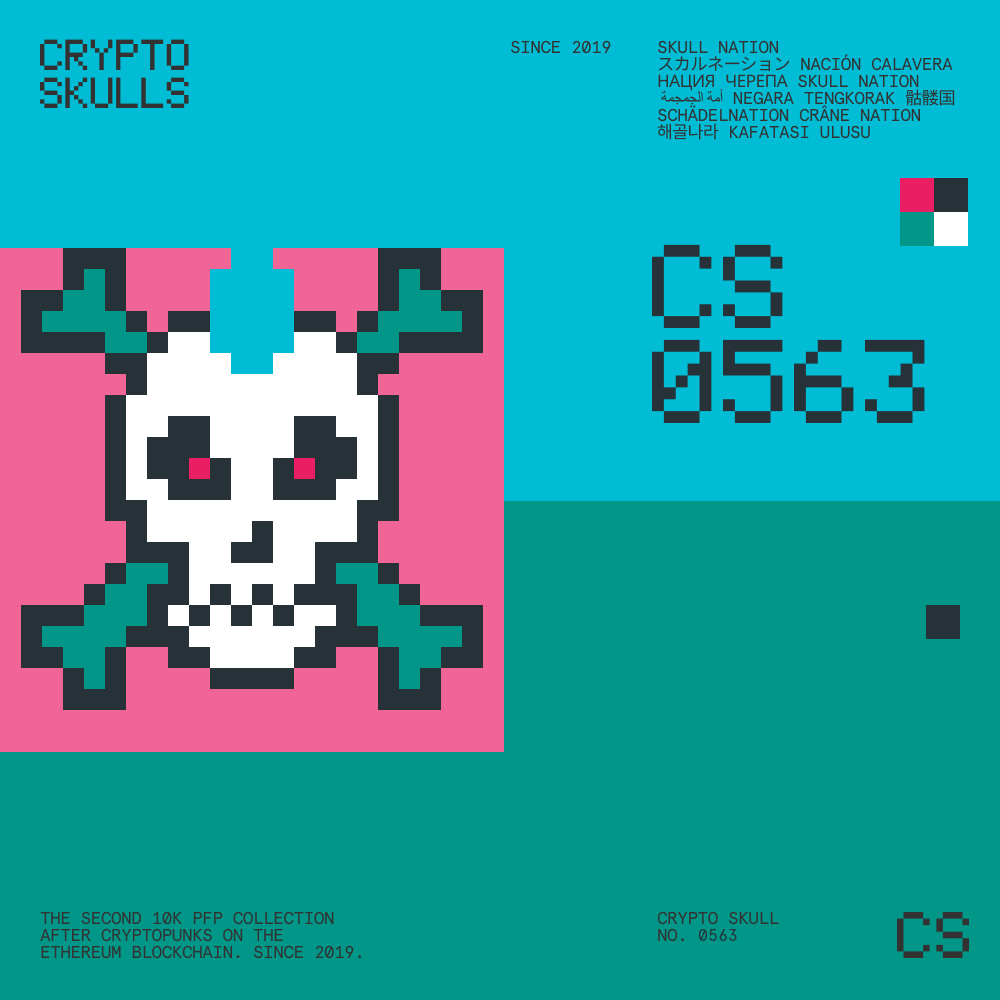 CRYPTO
SKULLS
SINCE 2019
SKULL NATION
スカルネーション NACIÓN CALAVERA
НАЦИЯ ЧЕРЕПА SKULL NATION
أمة الجمجمة NEGARA TENGKORAK 骷髅国
SCHÄDELNATION CRÂNE NATION
해골나라 KAFATASI ULUSU
CS
0563
THE SECOND 10K PFP COLLECTION
AFTER CRYPTOPUNKS ON THE
ETHEREUM BLOCKCHAIN. SINCE 2019.
CRYPTO SKULL
NO. 0563
CS